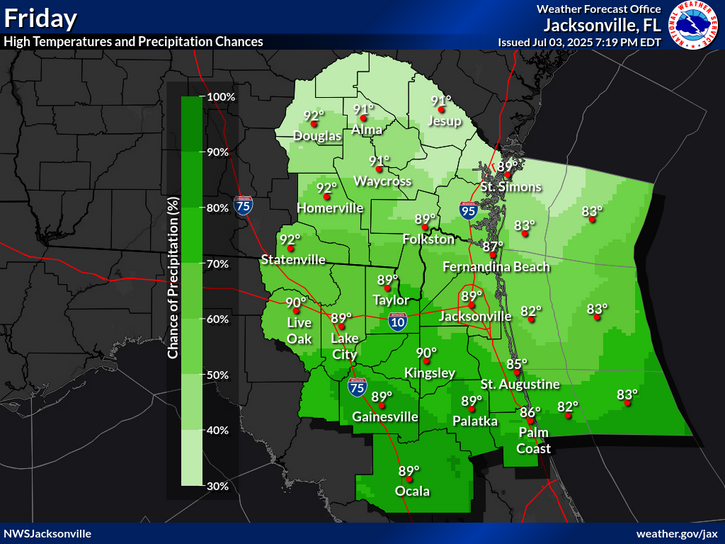 Friday
High Temperatures and Precipitation Chances
Weather Forecast Office
Jacksonville, FL
Issued Jul 03, 2025 7:19 PM EDT
NATIONAL WEATHER SERVICE
Chance of Precipitation (%)
100%
90%
80%
70%
60%
50%
40%
30%
92°
Douglas
91°
Alma
91°
Jesup
91°
Waycross
89°
St. Simons
92°
Homerville
75
95
89°
Folkston
83°
83°
92°
Statenville
87°
Fernandina Beach
89°
Taylor
90°
Live
Oak
89°
Lake
City
10
89°
Jacksonville
82°
83°
90°
Kingsley
85°
St. Augustine
75
89°
Gainesville
89°
Palatka
86°
Palm
Coast
82°
83°
89°
Ocala
NWSJacksonville
weather.gov/jax